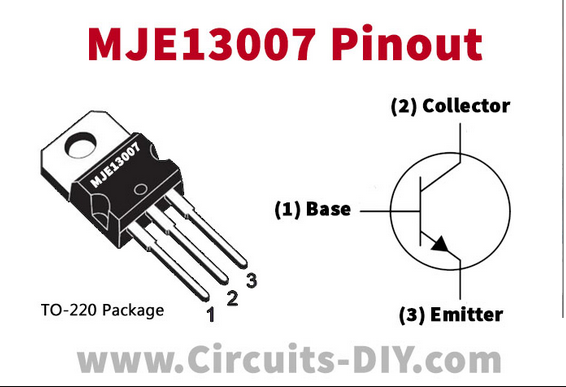 MJE13007 Pinout
(2) Collector
MJE13007
(1) Base
3
2
1
TO-220 Package
(3) Emitter
www.Circuits-DIY.com